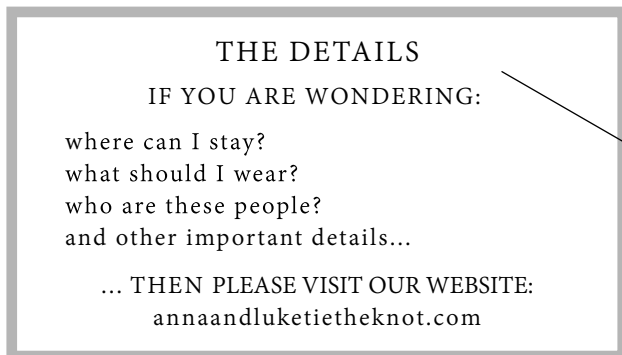 THE DETAILS
IF YOU ARE WONDERING:
where can I stay?
what should I wear?
who are these people?
and other important details...
... THEN PLEASE VISIT OUR WEBSITE:
annaandluketietheknot.com